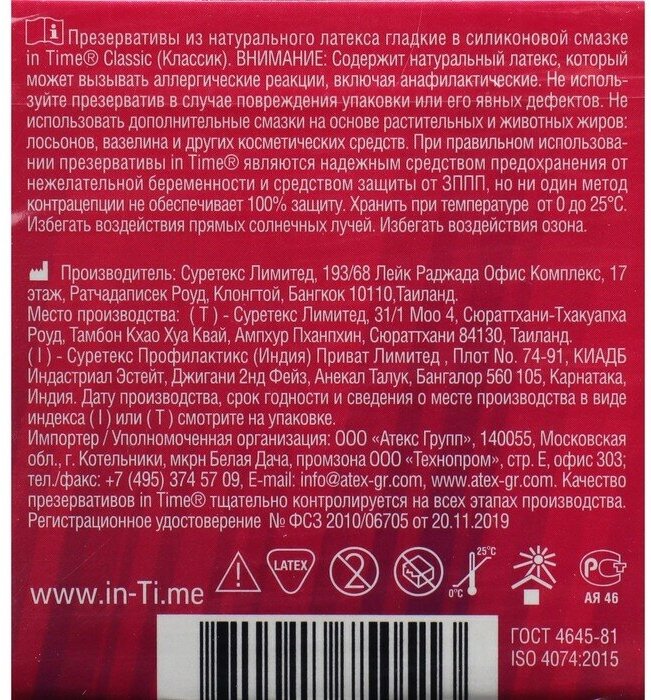 Презервативы из натурального латекса гладкие в силиконовой смазке
in Time® Classic (Классик). ВНИМАНИЕ: Содержит натуральный латекс, который
может вызывать аллергические реакции, включая анафилактические. Не исполь-
зуйте презерватив в случае повреждения упаковки или его явных дефектов. Не
использовать дополнительные смазки на основе растительных и животных жиров:
лосьонов, вазелина и других косметических средств. При правильном использова-
нии презервативы in Time® являются надежным средством предохранения от
нежелательной беременности и средством защиты от ЗППП, но ни один метод
контрацепции не обеспечивает 100% защиту. Хранить при температуре от 0 до 25°C.
Избегать воздействия прямых солнечных лучей. Избегать воздействия озона.
Производитель: Суретекс Лимитед, 193/68 Лейк Раджада Офис Комплекс, 17
этаж, Ратчадаписек Роуд, Клонгтой, Бангкок 10110,Таиланд.
Место производства: ( T ) - Суретекс Лимитед, 31/1 Моо 4, Сюраттхани-Тхакуапха
Роуд, Тамбон Кхао Хуа Квай, Ампхур Пханпхин, Сюраттхани 84130, Таиланд.
( I ) - Суретекс Профилактикс (Индия) Приват Лимитед , Плот No. 74-91, КИАДБ
Индастриал Эстейт, Джигани 2нд Фейз, Анекал Талук, Бангалор 560 105, Карнатака,
Индия. Дату производства, срок годности и сведения о месте производства в виде
индекса ( I ) или ( T ) смотрите на упаковке.
Импортер / Уполномоченная организация: ООО «Атекс Групп», 140055, Московская
обл., г. Котельники, мкрн Белая Дача, промзона ООО «Технопром», стр. Е, офис 303;
тел./факс: +7 (495) 374 57 09, E-mail: info@atex-gr.com, www.atex-gr.com. Качество
презервативов in Time® тщательно контролируется на всех этапах производства.
Регистрационное удостоверение № ФСЗ 2010/06705 от 20.11.2019
www.in-Ti.me
LATEX
2
0°C
25°C
АЯ 46
ГОСТ 4645-81
ISO 4074:2015